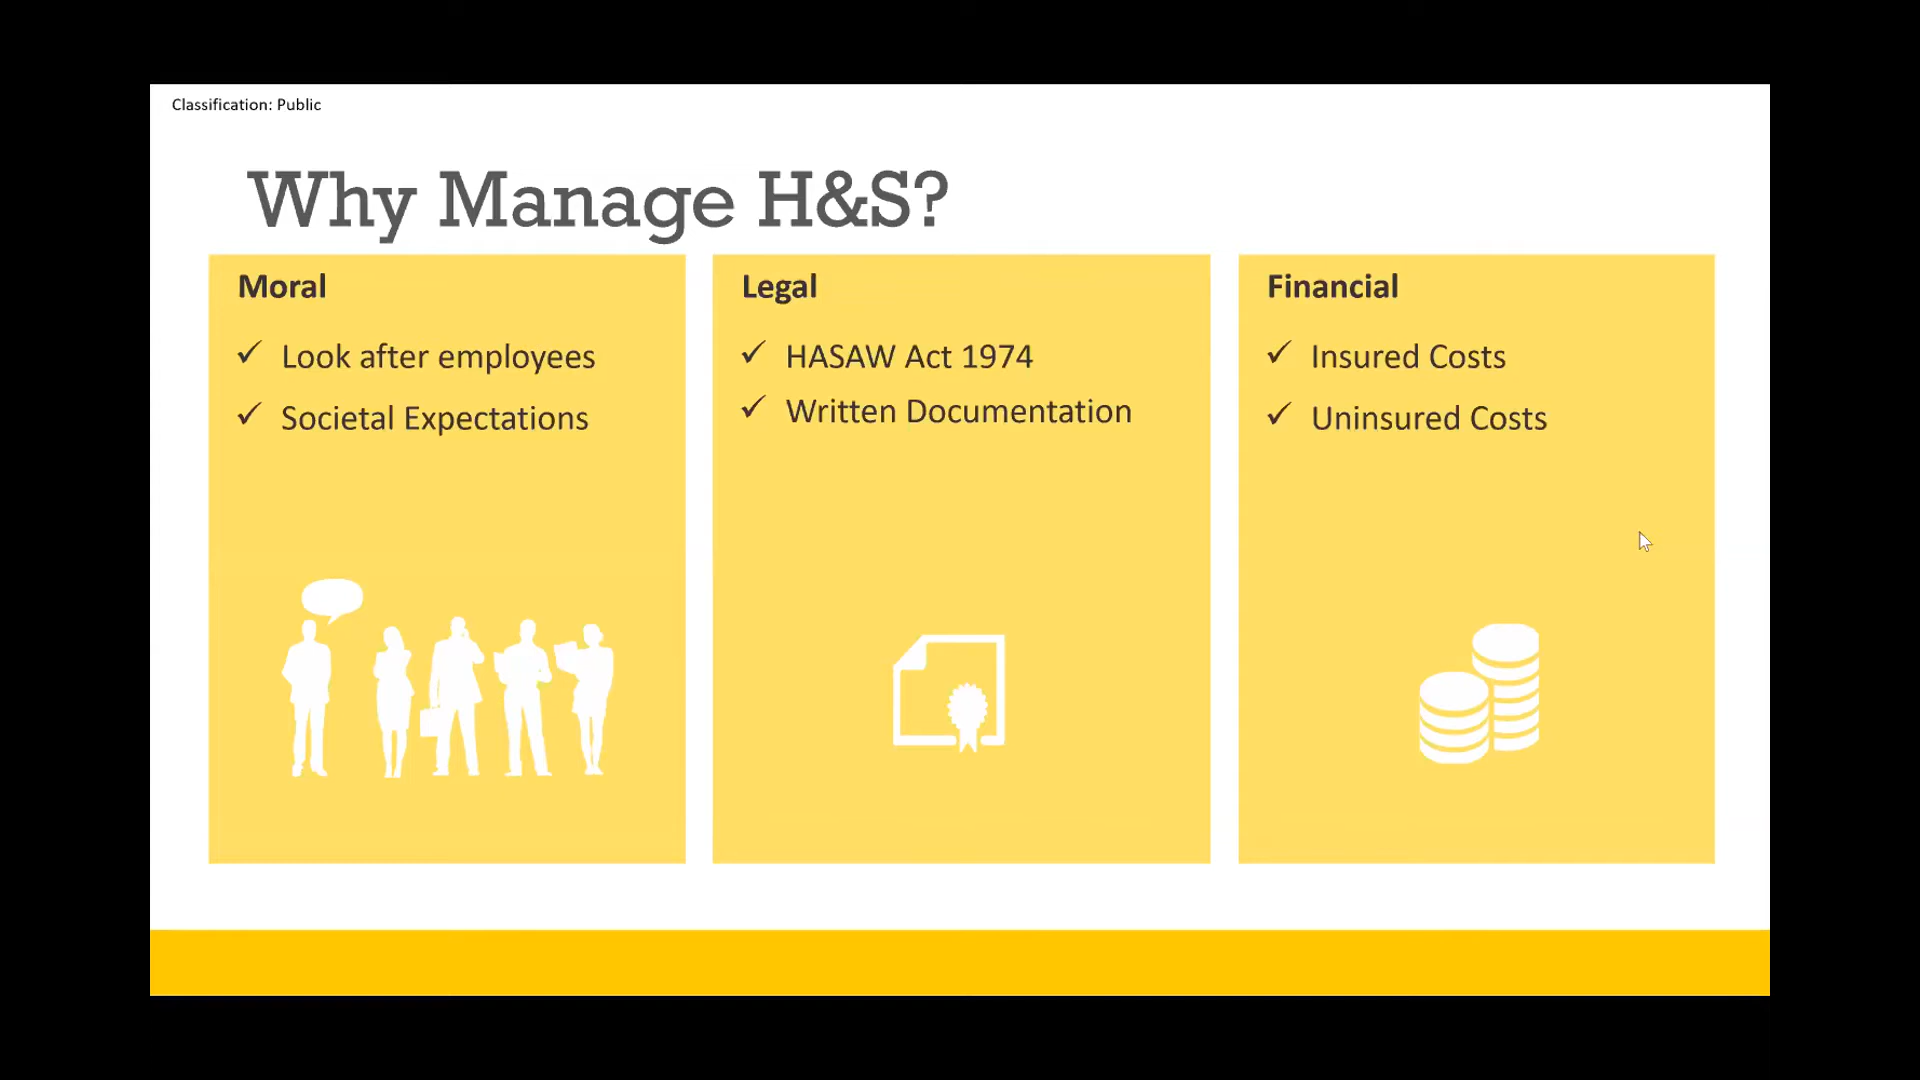 Classification: Public
Why Manage H&S?
Moral
Look after employees
Societal Expectations
Legal
HASAW Act 1974
Written Documentation
Financial
Insured Costs
Uninsured Costs